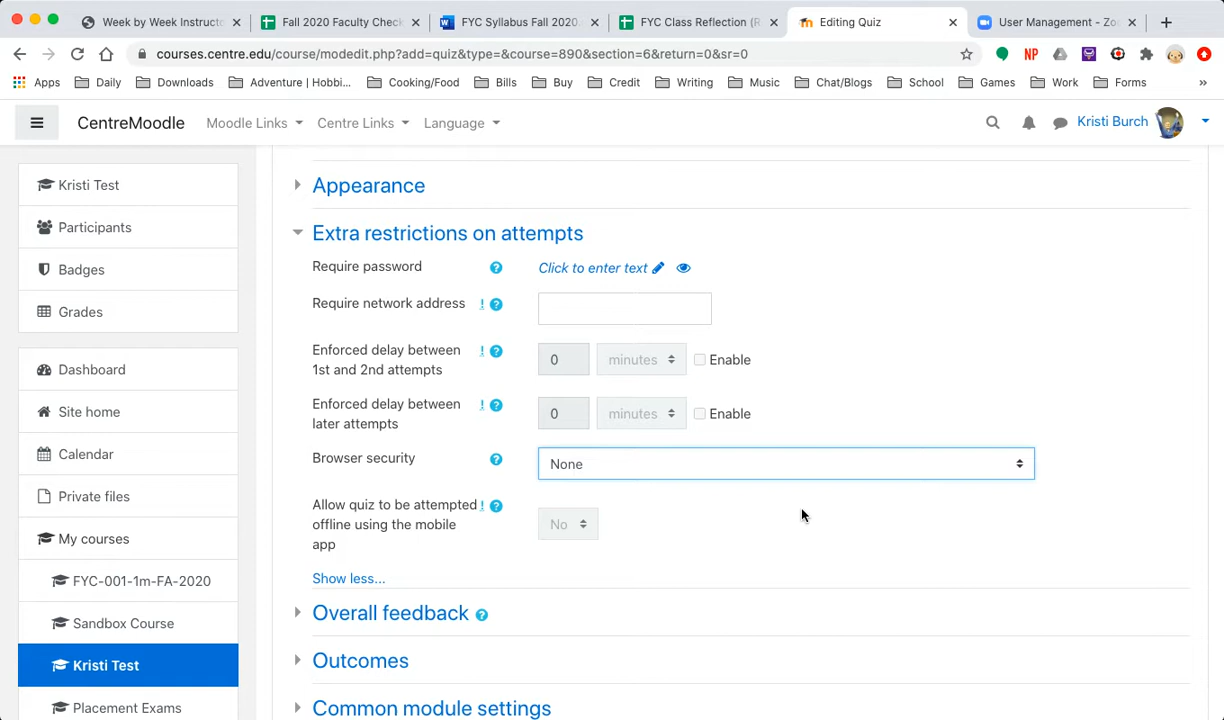 Week by Week Instructo
Fall 2020 Faculty Check
FYC Syllabus Fall 2020.
FYC Class Reflection (R
Editing Quiz
User Management - Zoo
courses.centre.edu/course/modedit.php?add=quiz&type=&course=890&section=6&return=0&sr=0
NP
Apps
Daily
Downloads
Adventure | Hobbi...
Cooking/Food
Bills
Buy
Credit
Writing
Music
Chat/Blogs
School
Games
Work
Forms
»
CentreMoodle
Moodle Links
Centre Links
Language
Kristi Burch
Kristi Test
Participants
Badges
Grades
Dashboard
Site home
Calendar
Private files
My courses
FYC-001-1m-FA-2020
Sandbox Course
Kristi Test
Placement Exams
Appearance
Extra restrictions on attempts
Require password
Click to enter text
Require network address
Enforced delay between
1st and 2nd attempts
0
minutes
Enable
Enforced delay between
later attempts
0
minutes
Enable
Browser security
None
Allow quiz to be attempted
offline using the mobile
app
No
Show less...
Overall feedback
Outcomes
Common module settings